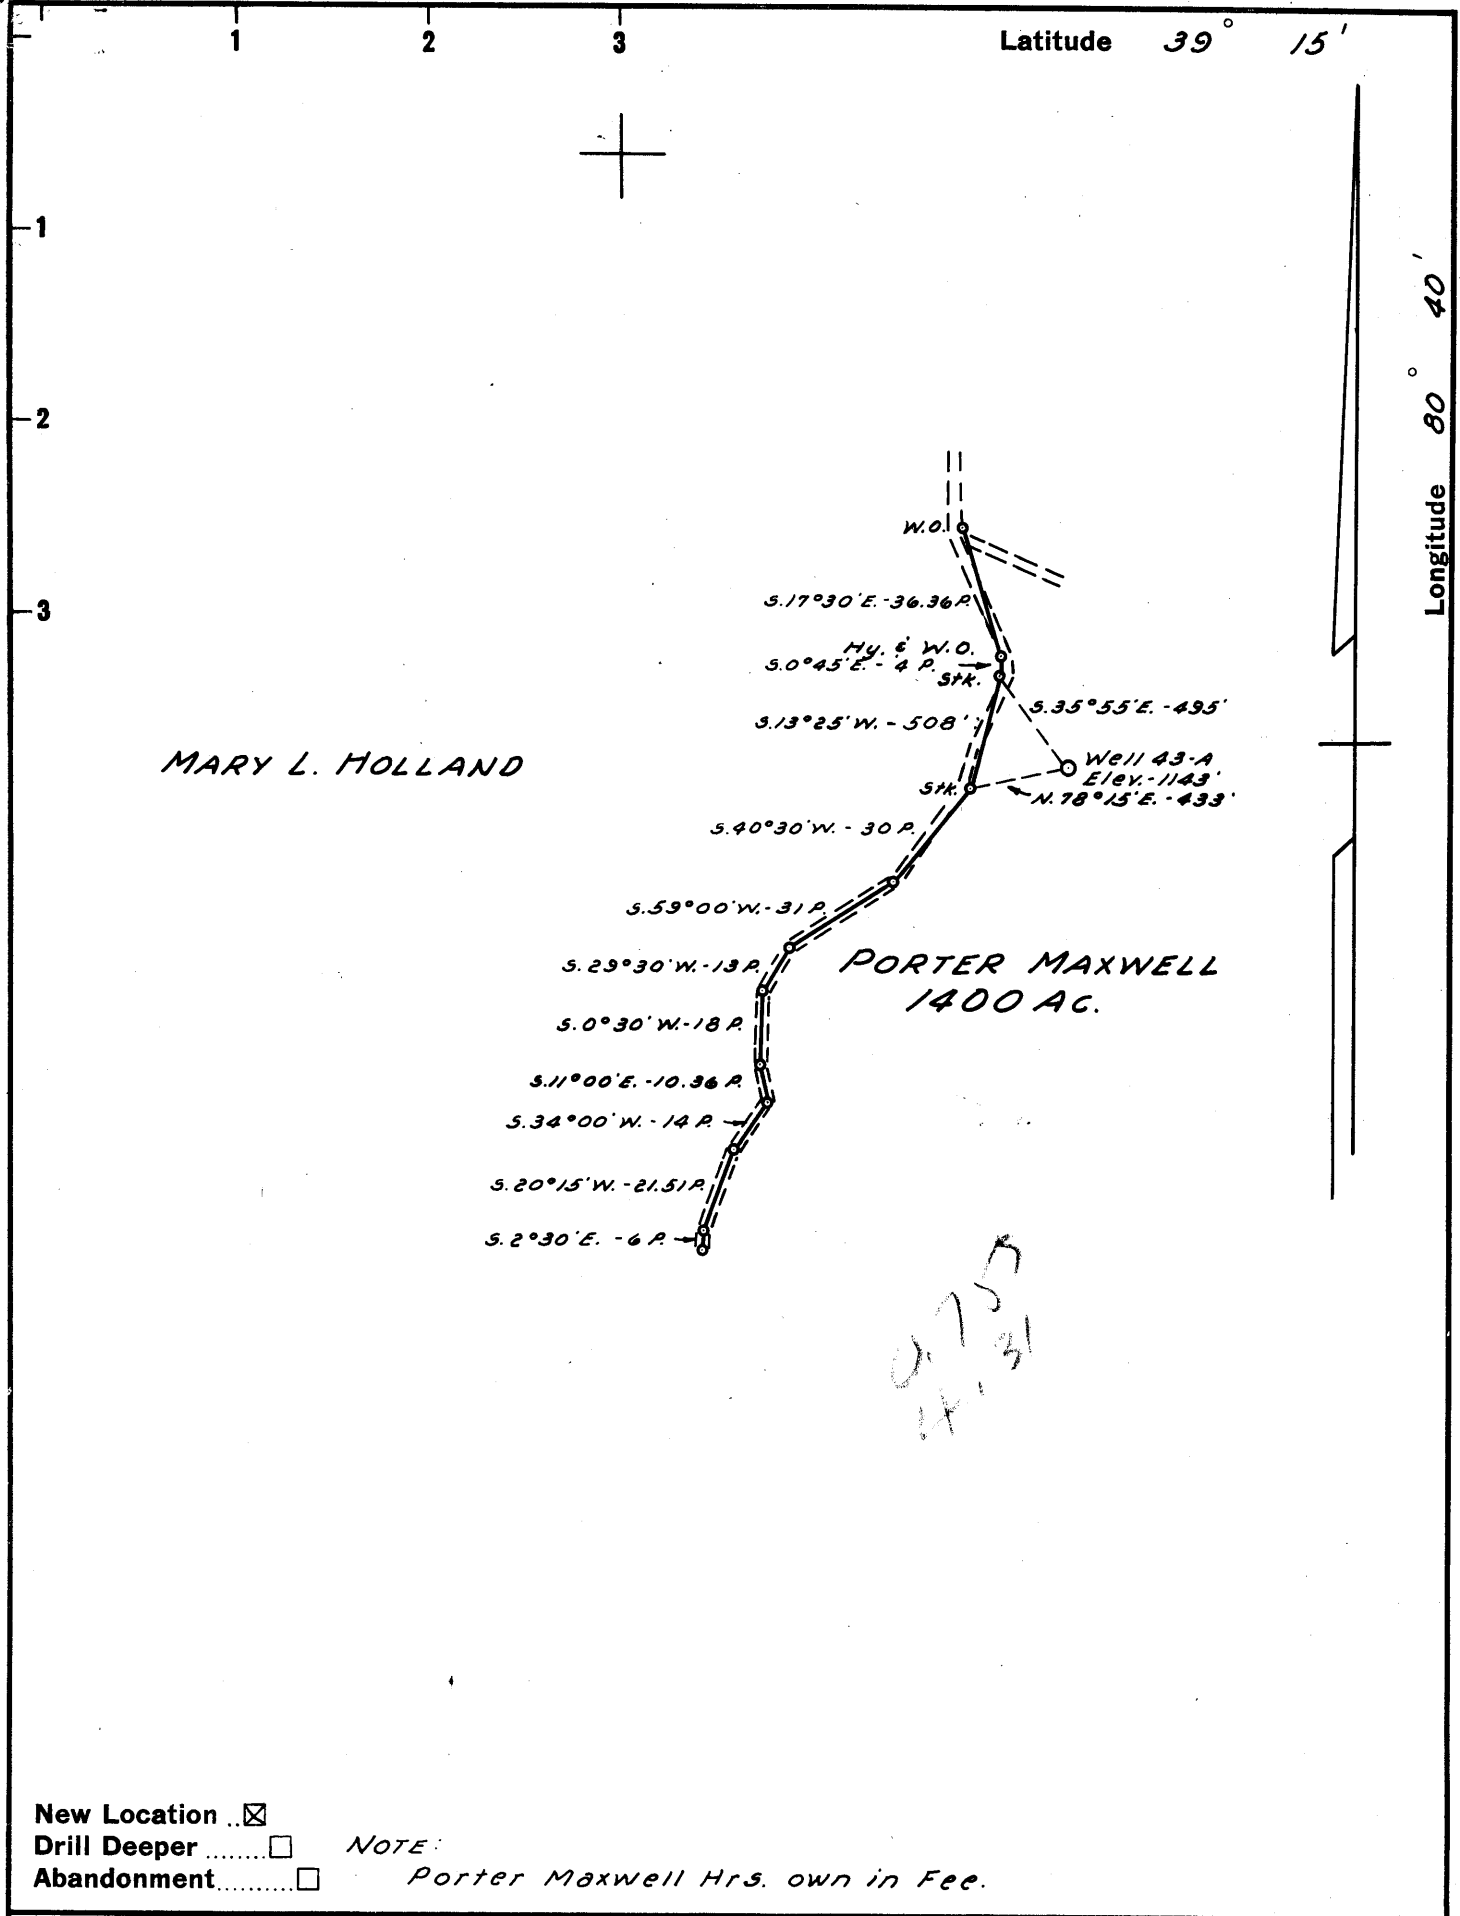 1 2 3
Latitude 39° 15'
1
2
3
Longitude 80° 40'
W.O.
S.17°30'E.-36.36P.
Hy. & W.O.
S.0°45'E.- 4 P.
Stk.
S.35°55'E.-495'
S.13°25'W.-508'
MARY L. HOLLAND
Well 43-A
Elev.-1143'
Stk.
N.78°15'E.-433'
S.40°30'W.- 30 P.
S.59°00'W.-31 P.
S.29°30'W.-13 P.
PORTER MAXWELL
1400 AC.
S.0°30'W.-18 P.
S.11°00'E.-10.36 P.
S.34°00'W.-14 P.
S.20°15'W.-21.51P.
S.2°30'E. -6 P.
New Location ..☒
Drill Deeper ........☐ NOTE:
Abandonment..........☐ Porter Maxwell Hrs. own in Fee.